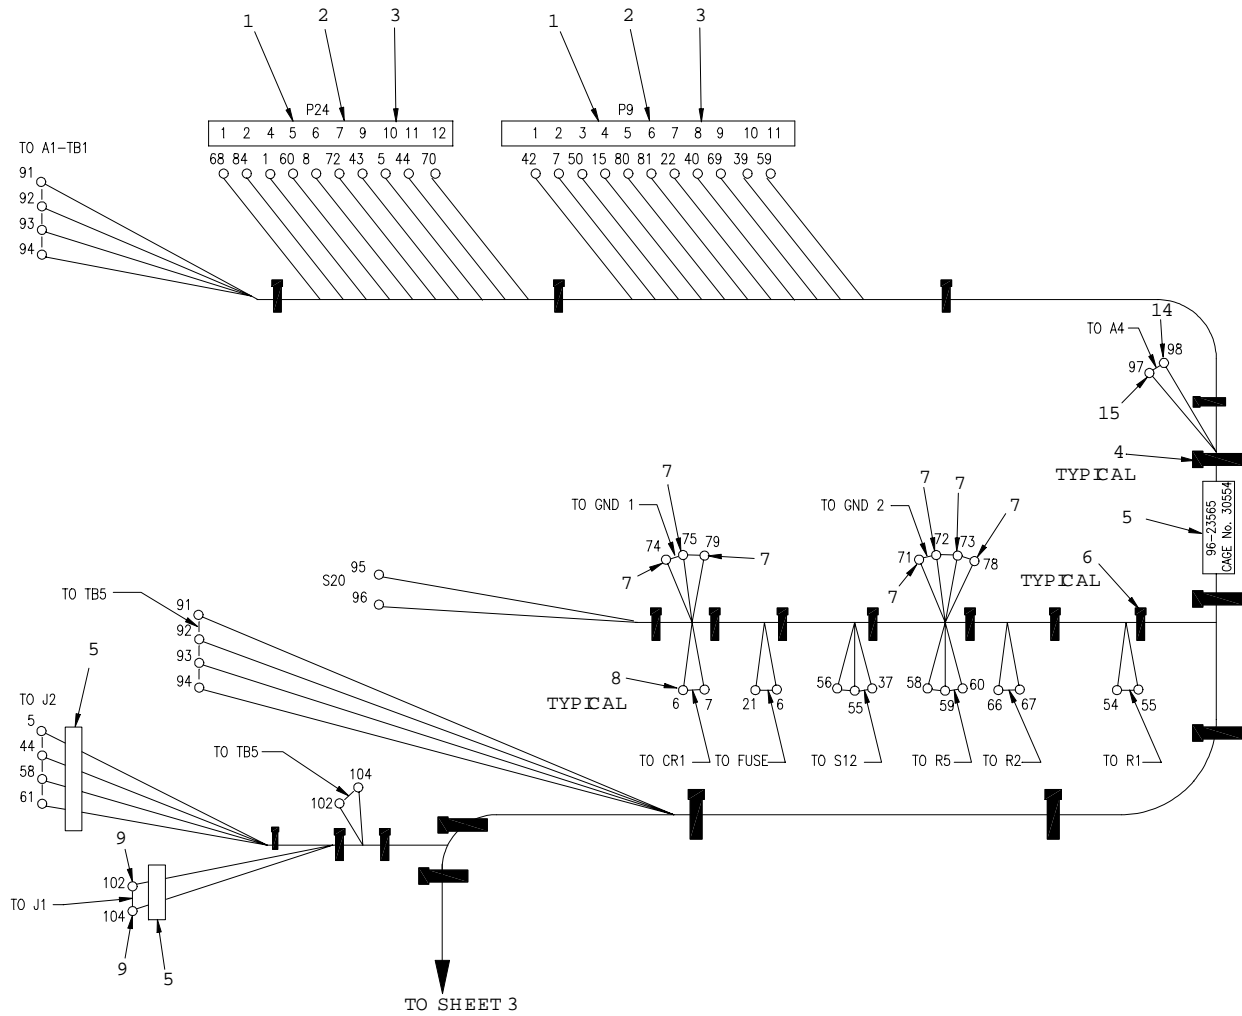 1 2 3 1 2 3
P24 P9
1 2 4 5 6 7 9 10 11 12
1 2 3 4 5 6 7 8 9 10 11
TO A1-TB1
68 84 1 60 8 72 43 5 44 70
42 7 50 15 80 81 22 40 69 39 59
91
92
93
94
14
TO A4
98
97
15
4
TYPICAL
5
96-23565
CAGE No. 30554
7
TO GND 1
74 75 79
7
7
7 7 7
TO GND 2
71 72 73 78
7
6
TYPICAL
S20
95
96
TO TB5
91
92
93
94
8
TYPICAL
6 7
21 6
56 55 37
58 59 60
66 67
54 55
TO CR1
TO FUSE
TO S12
TO R5
TO R2
TO R1
5
TO J2
5
44
58
61
TO TB5
104
102
9
102
TO J1
104
9
5
TO SHEET 3